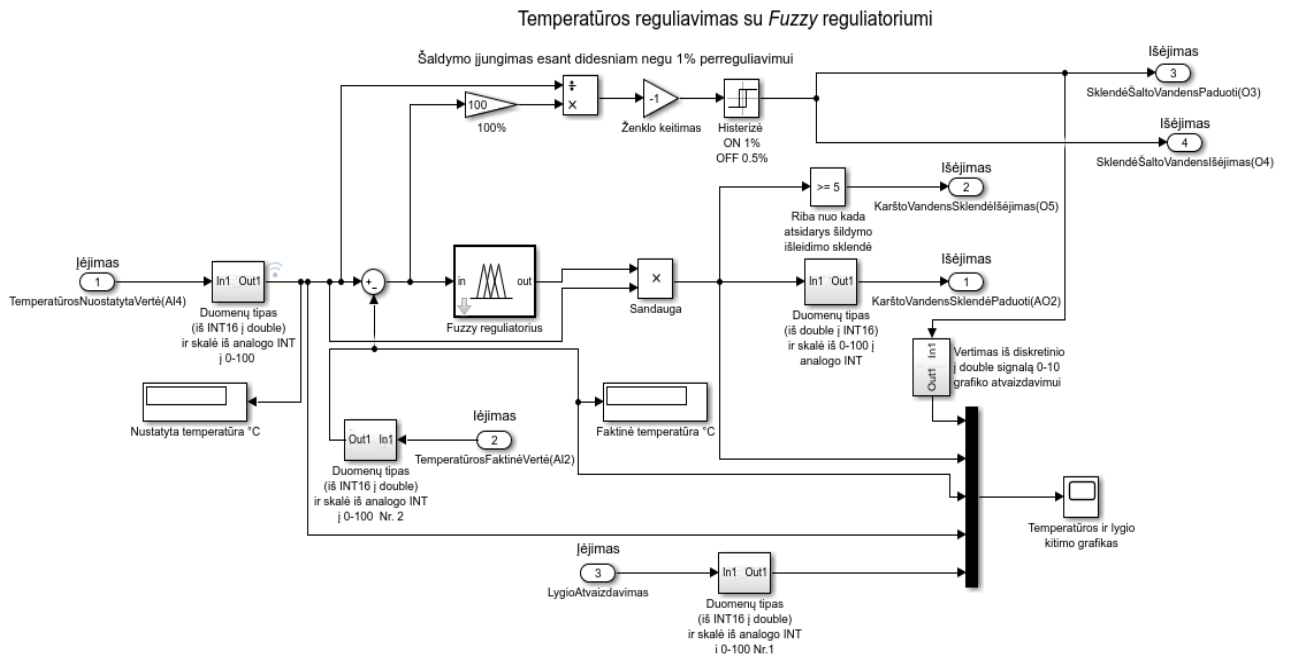 Temperatūros reguliavimas su Fuzzy reguliatoriumi
Šaldymo įjungimas esant didesniam negu 1% perreguliavimui
÷
×
100
100%
-1
Ženklo keitimas
Histerizė
ON 1%
OFF 0.5%
Išėjimas
3
SklendėŠaltoVandensPaduoti(O3)
Išėjimas
4
SklendėŠaltoVandensIšėjimas(O4)
>= 5
Riba nuo kada
atsidarys šildymo
išleidimo sklendė
Išėjimas
2
KarštoVandensSklendėIšėjimas(O5)
Įėjimas
1
TemperatūrosNuostatytaVertė(AI4)
In1 Out1
Duomenų tipas
(iš INT16 į double)
ir skalė iš analogo INT
į 0-100
+
−
in
out
Fuzzy reguliatorius
×
Sandauga
In1 Out1
Duomenų tipas
(iš double į INT16)
ir skalė iš 0-100 į
analogo INT
Išėjimas
1
KarštoVandensSklendėPaduoti(AO2)
Out1 In1
Vertimas iš diskretinio
į double signalą 0-10
grafiko atvaizdavimui
Nustatyta temperatūra °C
Out1 In1
Duomenų tipas
(iš INT16 į double)
ir skalė iš analogo INT
į 0-100 Nr. 2
Iėjimas
2
TemperatūrosFaktinėVertė(AI2)
Faktinė temperatūra °C
Temperatūros ir lygio
kitimo grafikas
Įėjimas
3
LygioAtvaizdavimas
In1 Out1
Duomenų tipas
(iš INT16 į double)
ir skalė iš analogo INT
į 0-100 Nr.1